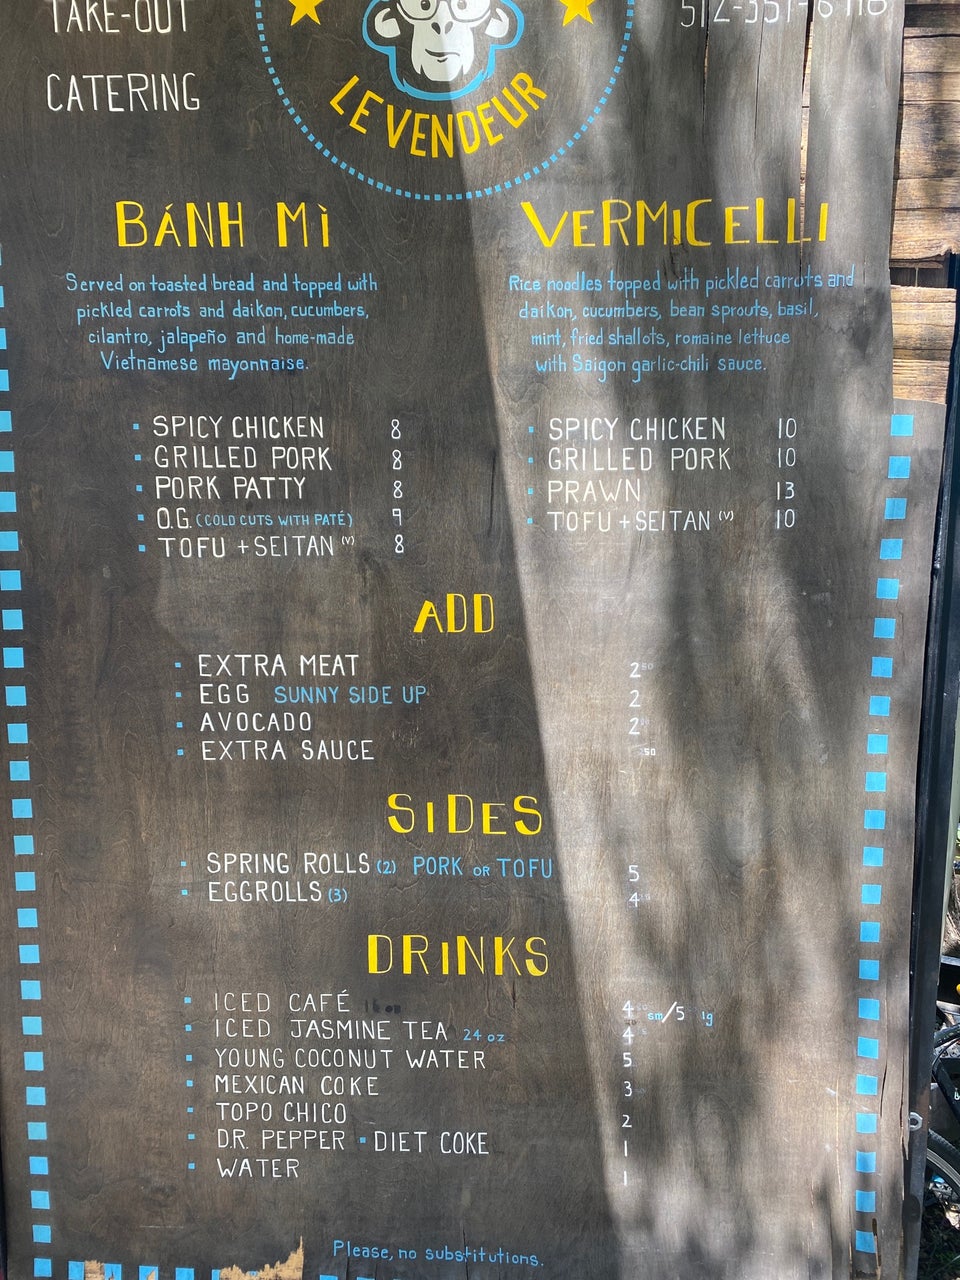 TAKE-OUT
CATERING
LE VENDEUR
BÁNH MÌ
Served on toasted bread and topped with
pickled carrots and daikon, cucumbers,
cilantro, jalapeño and home-made
Vietnamese mayonnaise.
SPICY CHICKEN 8
GRILLED PORK 8
PORK PATTY 8
O.G. (COLD CUTS WITH PATÉ) 9
TOFU + SEITAN (V) 8
VERMICELLI
Rice noodles topped with pickled carrots and
daikon, cucumbers, bean sprouts, basil,
mint, fried shallots, romaine lettuce
with Saigon garlic-chili sauce.
SPICY CHICKEN 10
GRILLED PORK 10
PRAWN 13
TOFU + SEITAN (V) 10
ADD
EXTRA MEAT 2 50
EGG SUNNY SIDE UP 2
AVOCADO 2 50
EXTRA SAUCE 50
SIDES
SPRING ROLLS (2) PORK OR TOFU 5
EGGROLLS (3) 4
DRINKS
ICED CAFÉ 4 sm/5 lg
ICED JASMINE TEA 24 oz 4
YOUNG COCONUT WATER 5
MEXICAN COKE 3
TOPO CHICO 2
DR. PEPPER DIET COKE 1
WATER 1
Please, no substitutions.